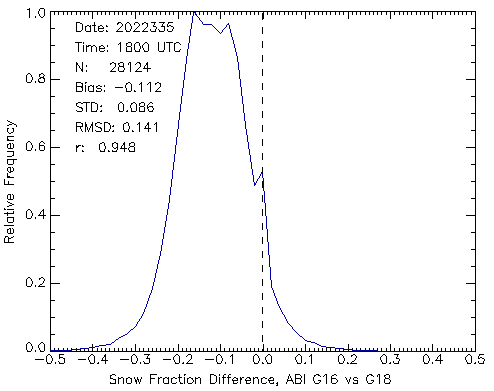 Date: 2022335
Time: 1800 UTC
N: 28124
Bias: -0.112
STD: 0.086
RMSD: 0.141
r: 0.948
1.0
0.8
0.6
0.4
0.2
0.0
Relative Frequency
-0.5 -0.4 -0.3 -0.2 -0.1 0.0 0.1 0.2 0.3 0.4 0.5
Snow Fraction Difference, ABI G16 vs G18